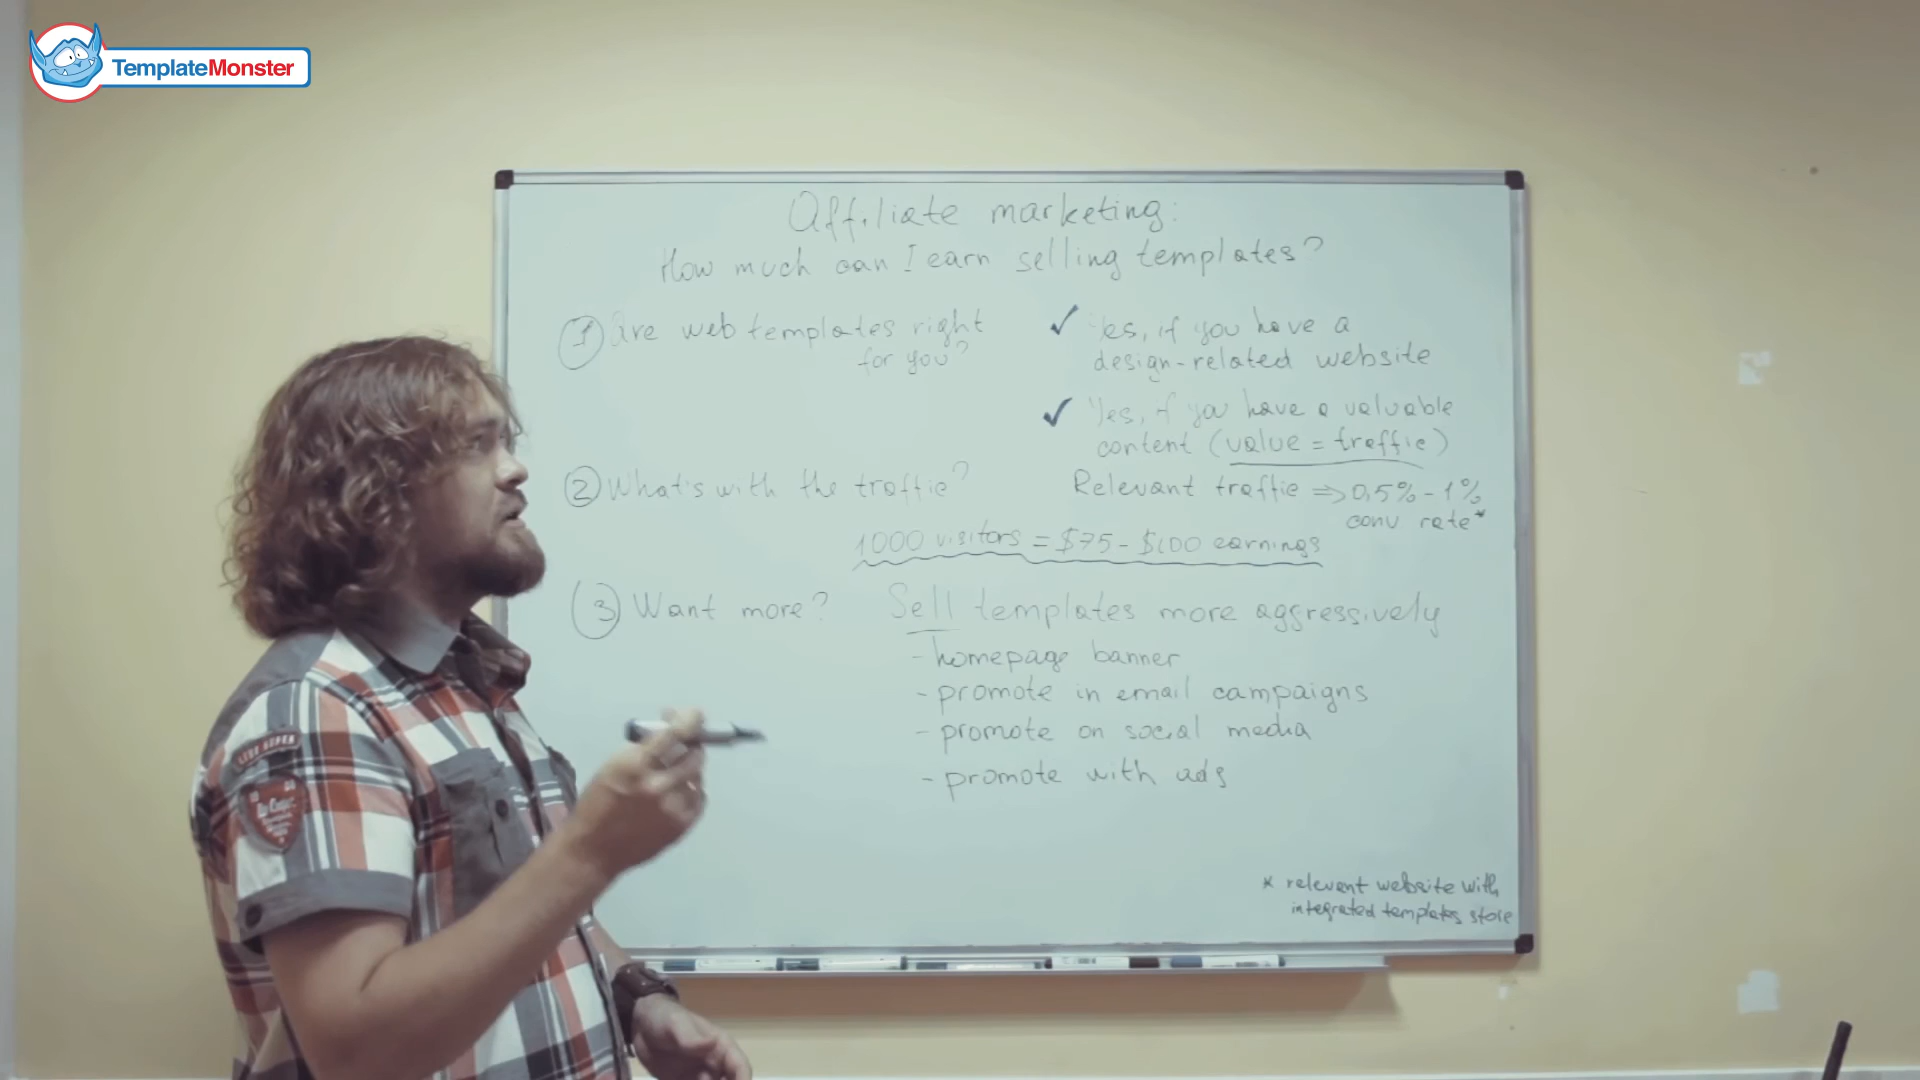 TemplateMonster
Affiliate marketing:
How much can I earn selling templates?
1 Are web templates right
for you?
✓ Yes, if you have a
design-related website
✓ Yes, if you have a valuable
content (value = traffic)
2 What's with the traffic?
Relevant traffic => 0,5% - 1%
conv rate*
1000 visitors = $75 - $100 earnings
3 Want more?
Sell templates more aggressively
- homepage banner
- promote in email campaigns
- promote on social media
- promote with ads
* relevant website with
integrated templates store